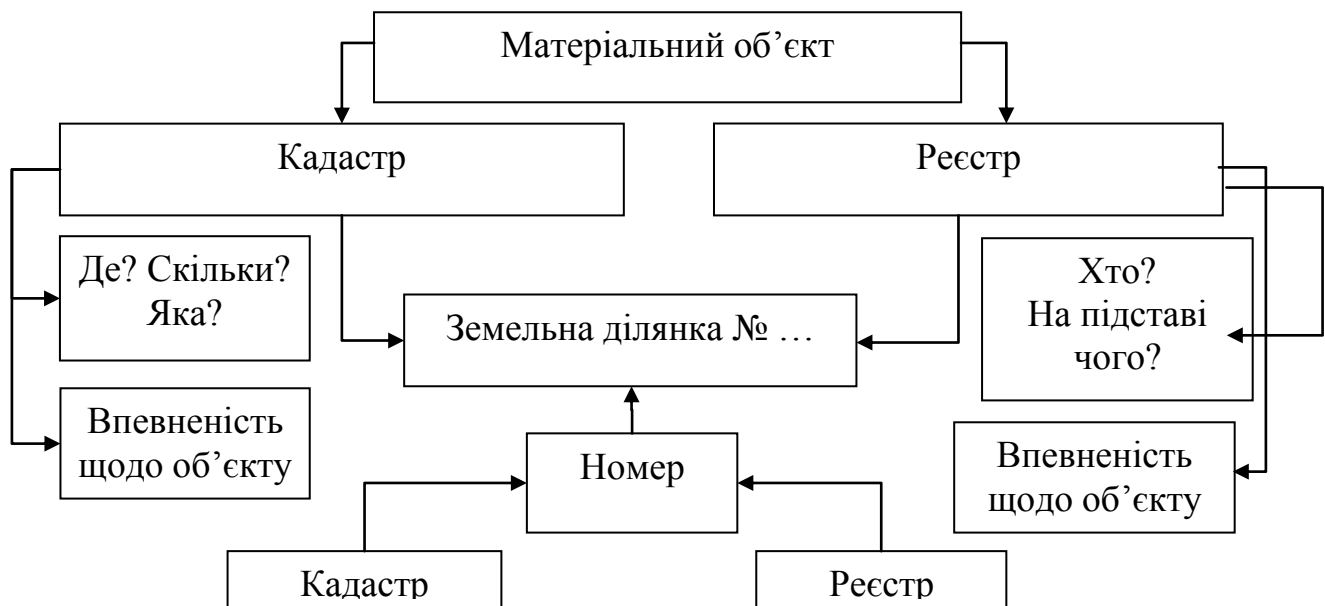 Матеріальний об’єкт
Кадастр
Реєстр
Де? Скільки?
Яка?
Хто?
На підставі
чого?
Земельна ділянка № …
Впевненість
щодо об’єкту
Номер
Впевненість
щодо об’єкту
Кадастр
Реєстр